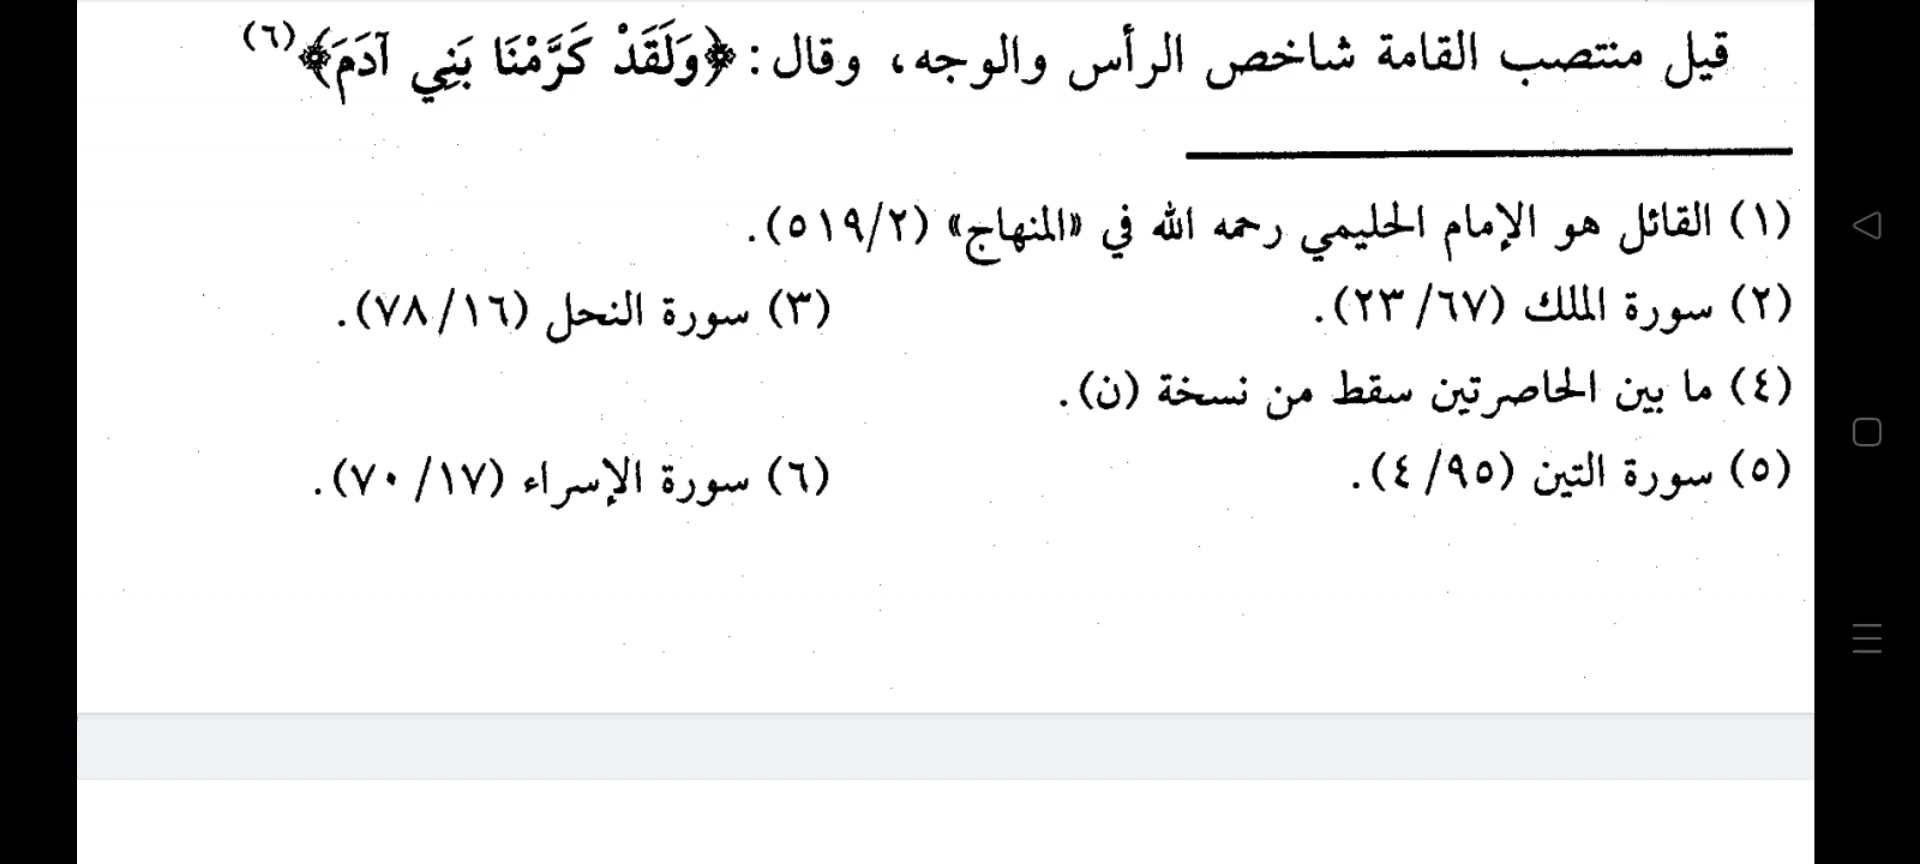 قيل منتصب القامة شاخص الرأس والوجه، وقال: ﴿وَلَقَدْ كَرَّمْنَا بَنِي آدَمَ﴾(٦)
(١) القائل هو الإمام الحليمي رحمه الله في «المنهاج» (٥١٩/٢).
(٢) سورة الملك (٦٧/ ٢٣). (٣) سورة النحل (١٦/ ٧٨).
(٤) ما بين الحاصرتين سقط من نسخة (ن).
(٥) سورة التين (٩٥/ ٤). (٦) سورة الإسراء (١٧/ ٧٠).